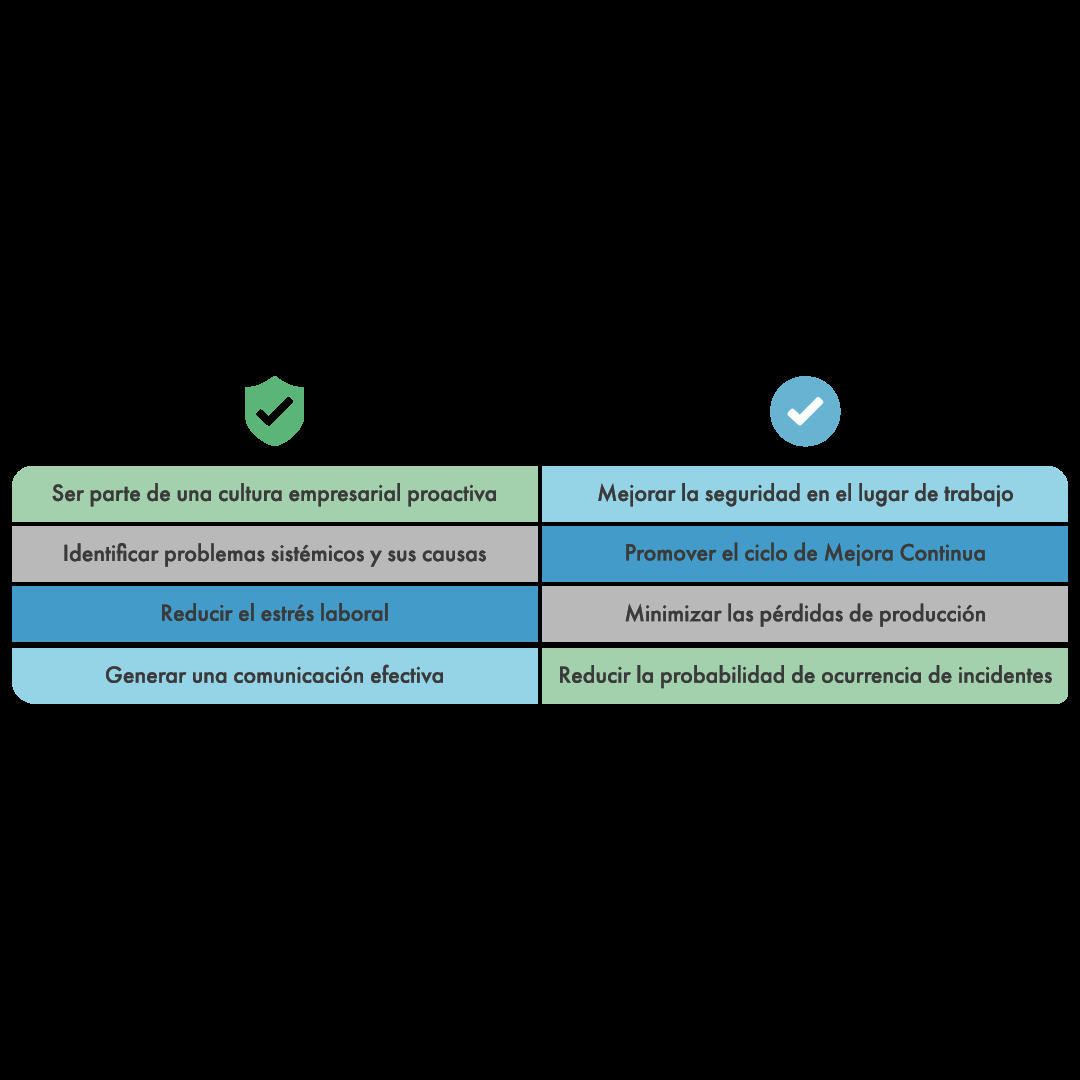 Ser parte de una cultura empresarial proactiva
Mejorar la seguridad en el lugar de trabajo
Identificar problemas sistémicos y sus causas
Promover el ciclo de Mejora Continua
Reducir el estrés laboral
Minimizar las pérdidas de producción
Generar una comunicación efectiva
Reducir la probabilidad de ocurrencia de incidentes